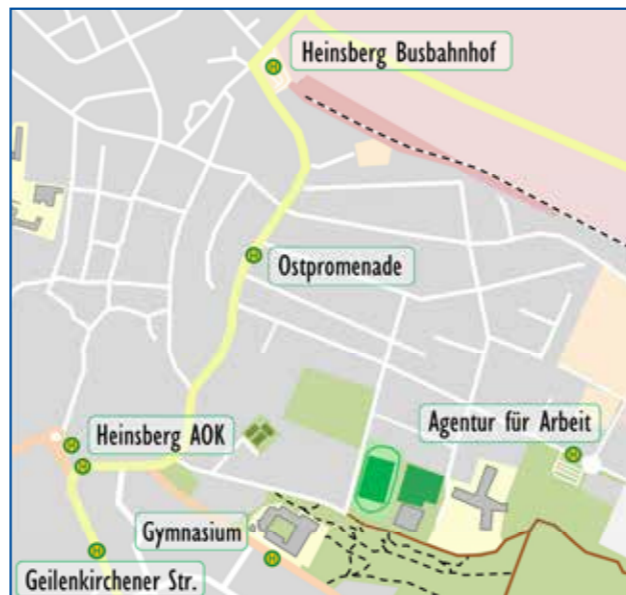 Heinsberg Busbahnhof
H
Ostpromenade
H
Heinsberg AOK
H
H
Agentur für Arbeit
H
Gymnasium
H
H
Geilenkirchener Str.